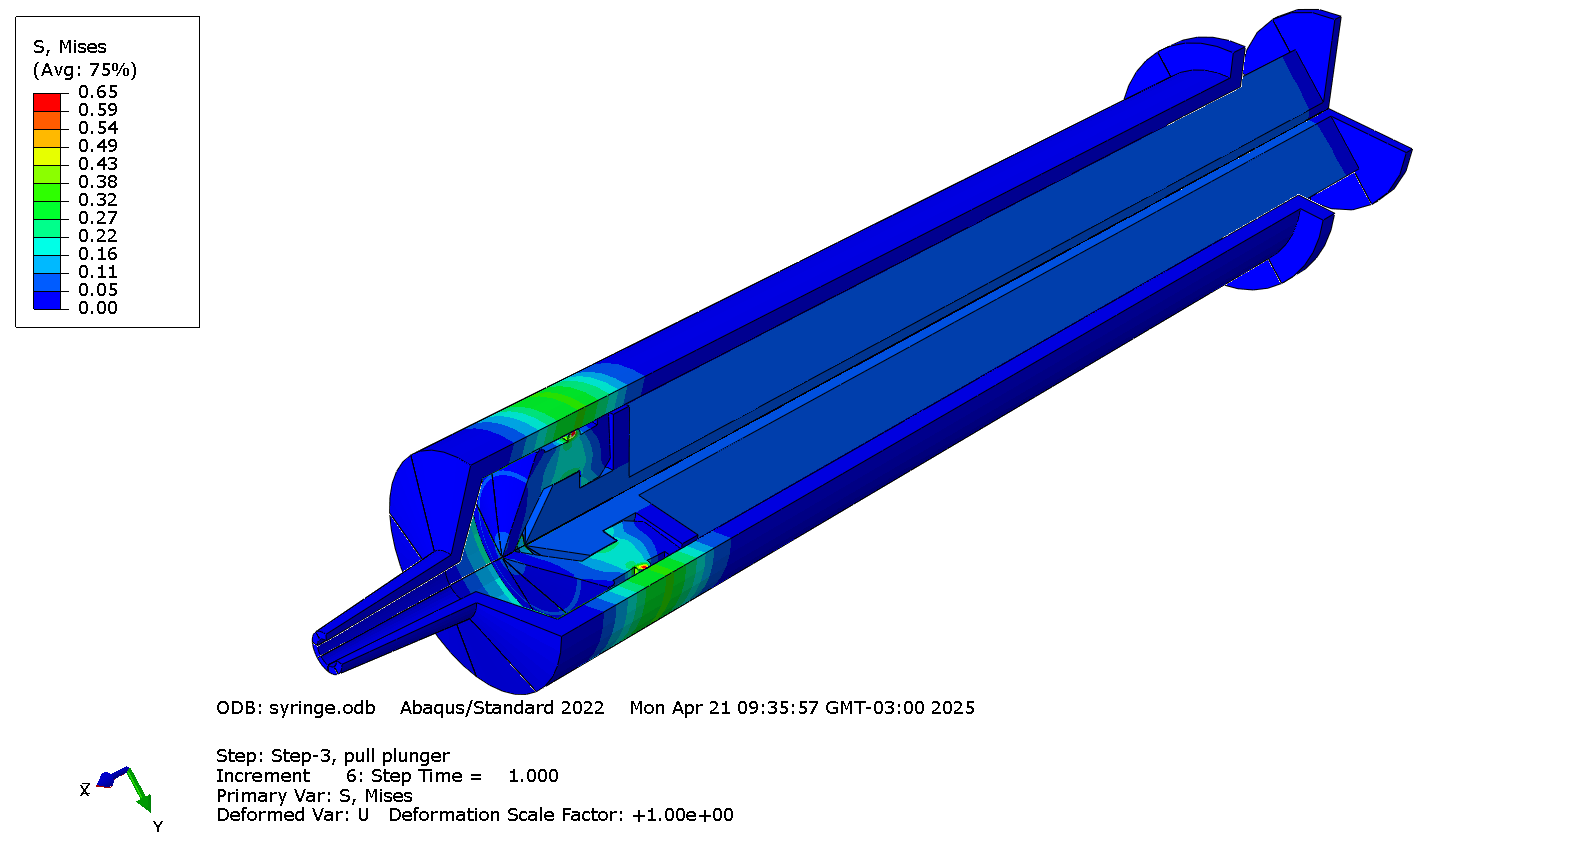 S, Mises
(Avg: 75%)
0.65
0.59
0.54
0.49
0.43
0.38
0.32
0.27
0.22
0.16
0.11
0.05
0.00
ODB: syringe.odb Abaqus/Standard 2022 Mon Apr 21 09:35:57 GMT-03:00 2025
Step: Step-3, pull plunger
Increment 6: Step Time = 1.000
Primary Var: S, Mises
Deformed Var: U Deformation Scale Factor: +1.00e+00
Y